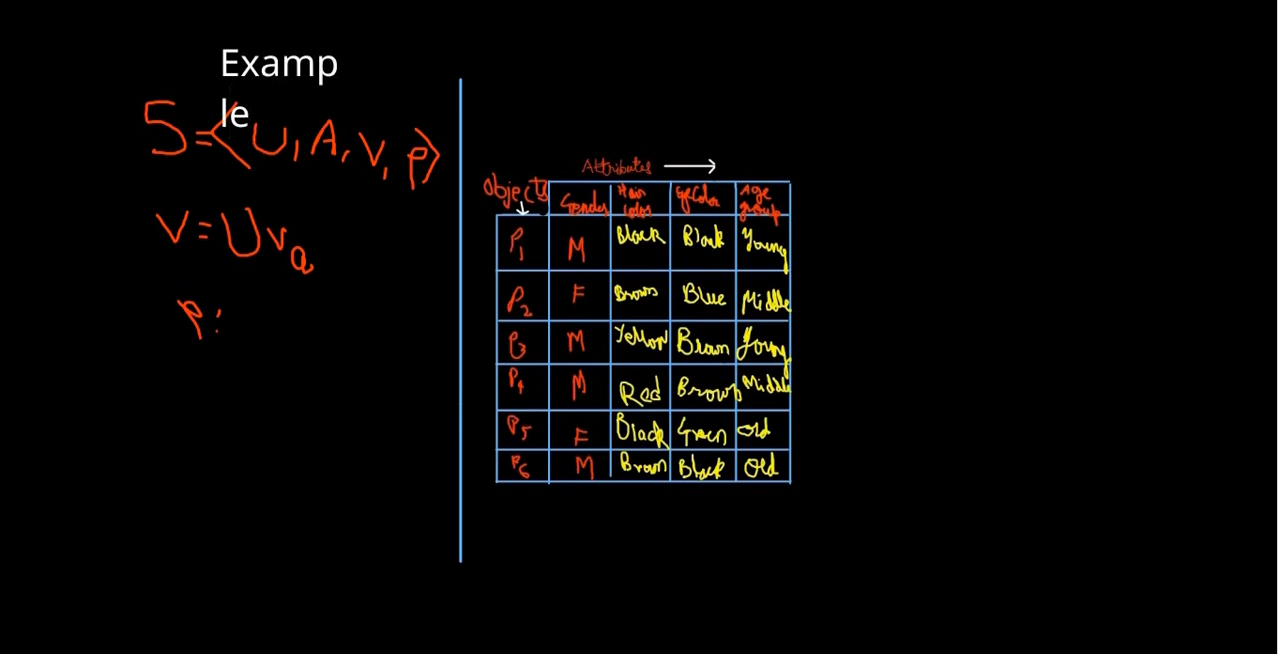 Examp
le
S=<U,A,V,ρ>
V=⋃Va
ρ:
Attributes →
Objects ↓ Gender Hair color Eye Color Age group
P1 M Black Black Young
P2 F Brown Blue Middle
P3 M Yellow Brown Young
P4 M Red Brown Middle
P5 F Black Green Old
P6 M Brown Black Old